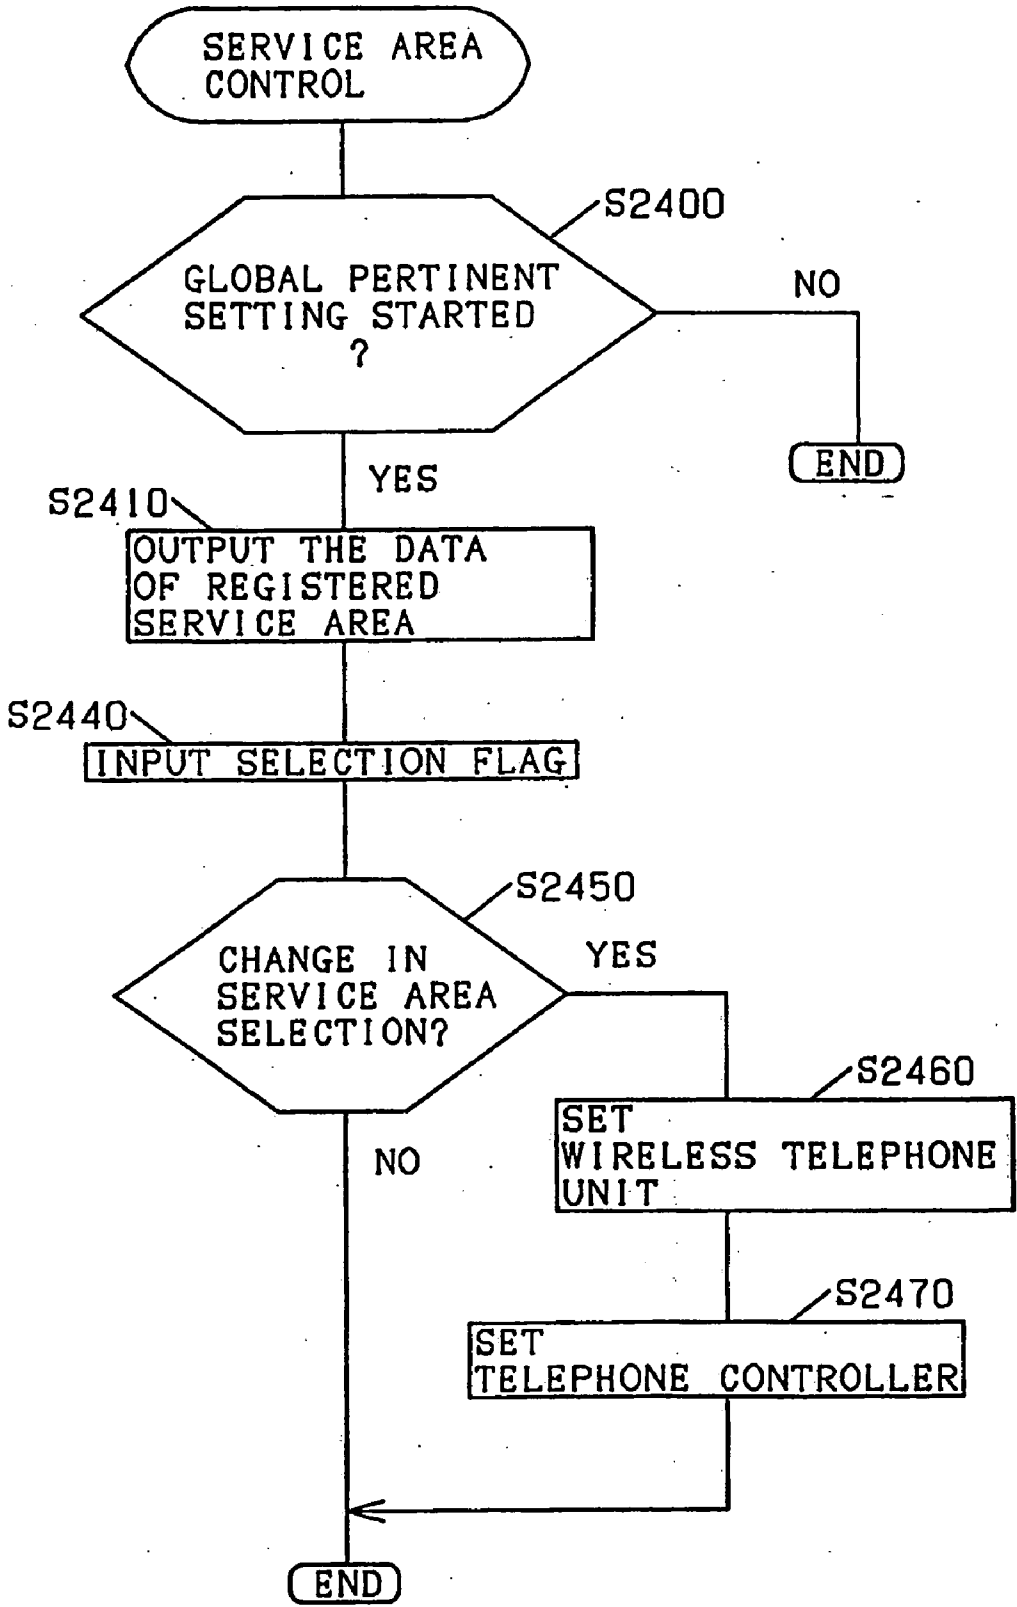 SERVICE AREA
CONTROL
S2400
GLOBAL PERTINENT
SETTING STARTED
?
NO
END
YES
S2410
OUTPUT THE DATA
OF REGISTERED
SERVICE AREA
S2440
INPUT SELECTION FLAG
S2450
CHANGE IN
SERVICE AREA
SELECTION?
YES
S2460
SET
WIRELESS TELEPHONE
UNIT
NO
S2470
SET
TELEPHONE CONTROLLER
END